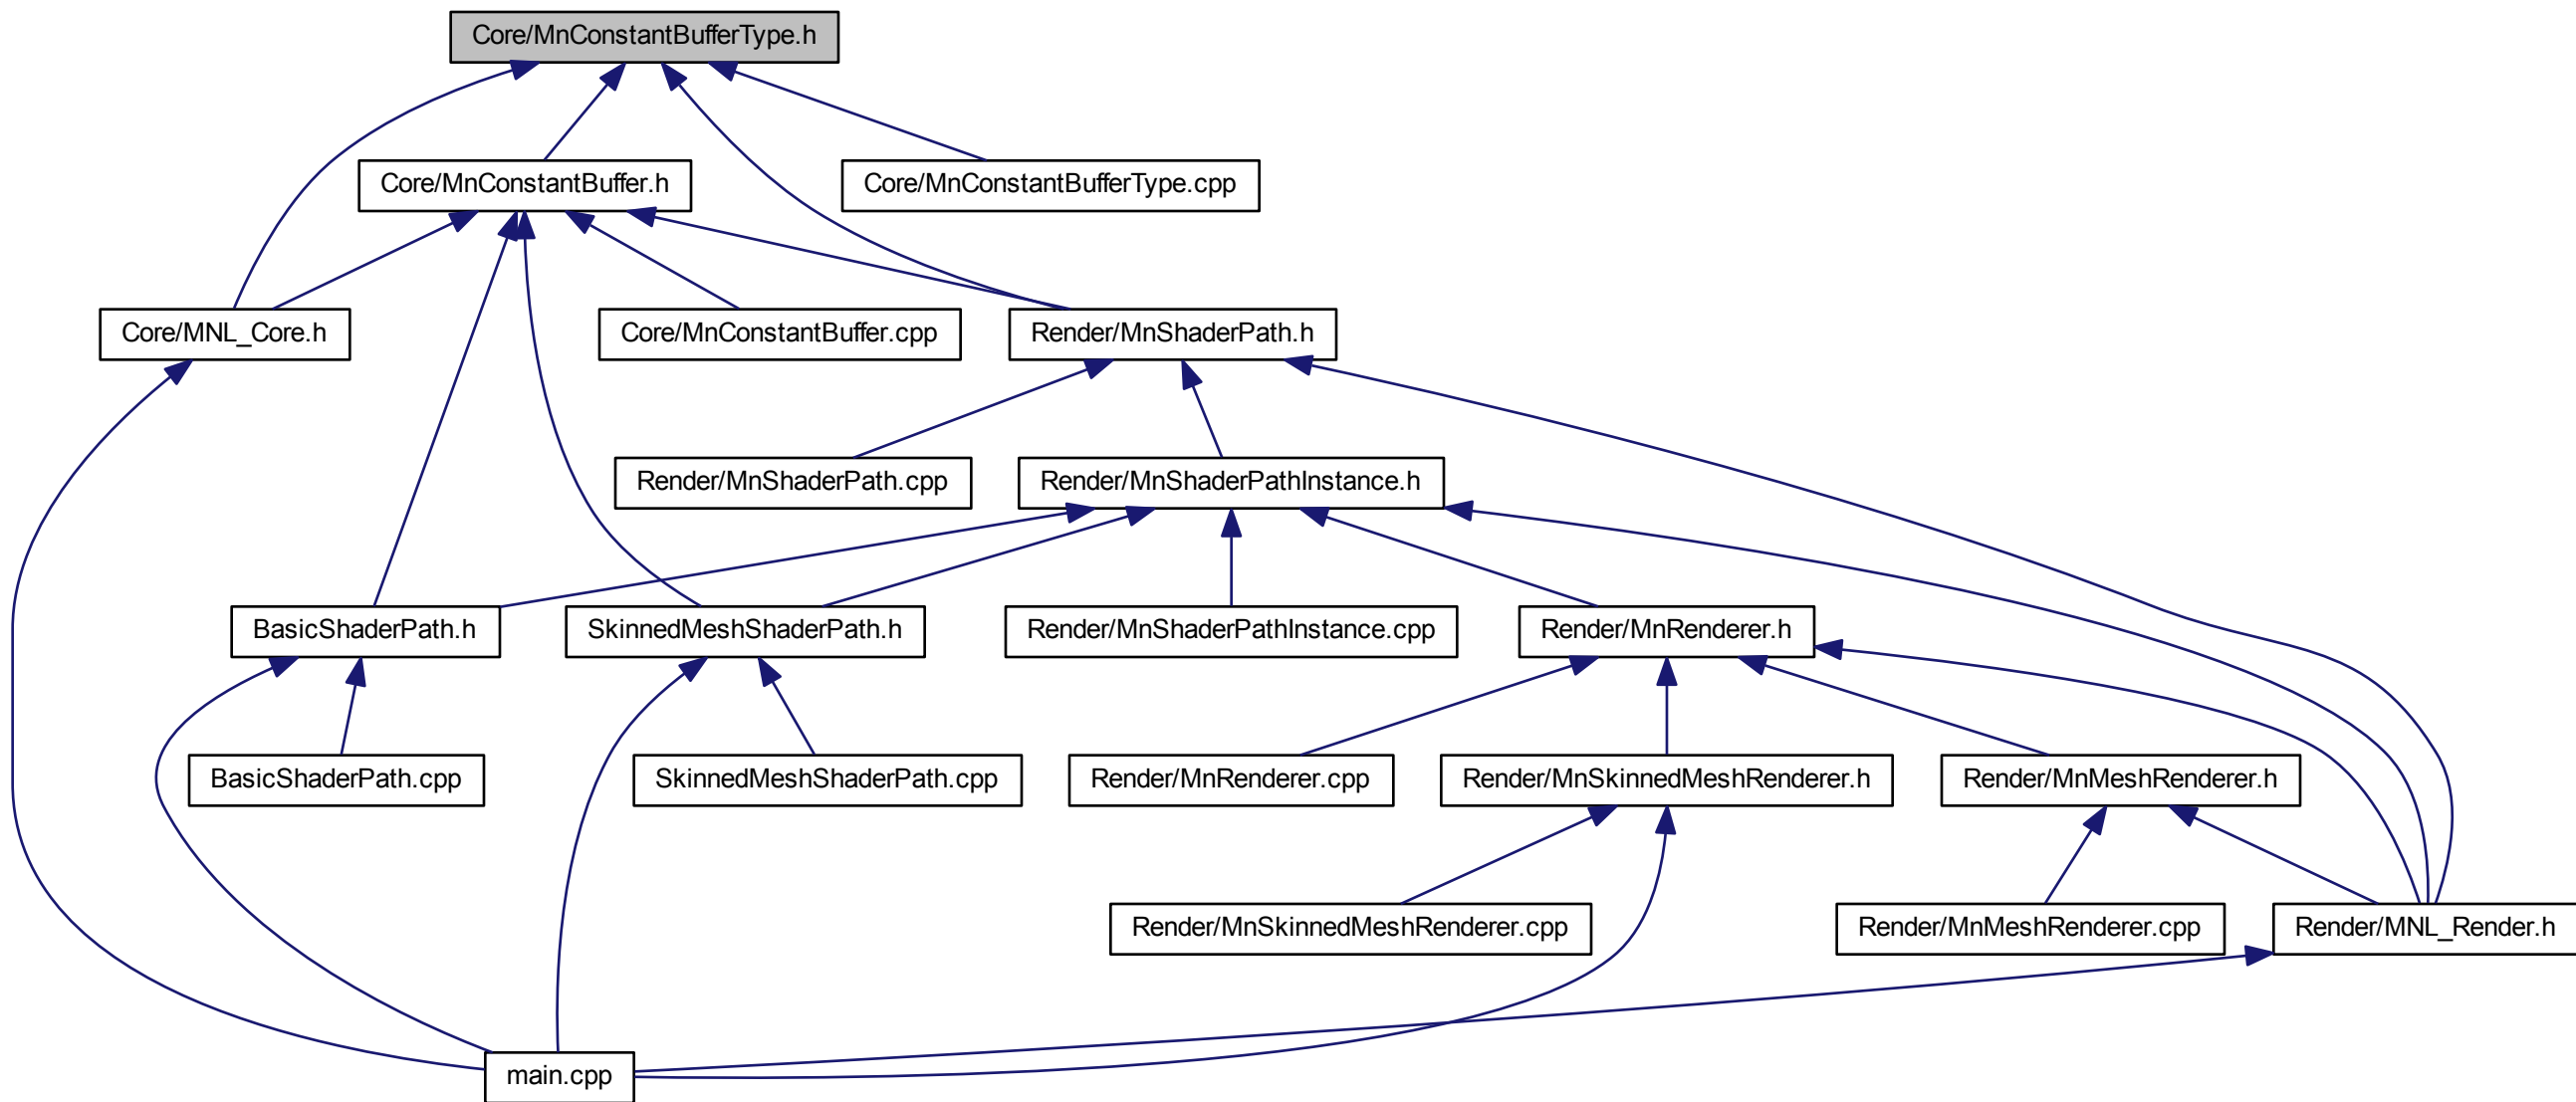 Core/MnConstantBufferType.h
Core/MnConstantBuffer.h
Core/MnConstantBufferType.cpp
Core/MNL_Core.h
Core/MnConstantBuffer.cpp
Render/MnShaderPath.h
Render/MnShaderPath.cpp
Render/MnShaderPathInstance.h
BasicShaderPath.h
SkinnedMeshShaderPath.h
Render/MnShaderPathInstance.cpp
Render/MnRenderer.h
BasicShaderPath.cpp
SkinnedMeshShaderPath.cpp
Render/MnRenderer.cpp
Render/MnSkinnedMeshRenderer.h
Render/MnMeshRenderer.h
Render/MnSkinnedMeshRenderer.cpp
Render/MnMeshRenderer.cpp
Render/MNL_Render.h
main.cpp